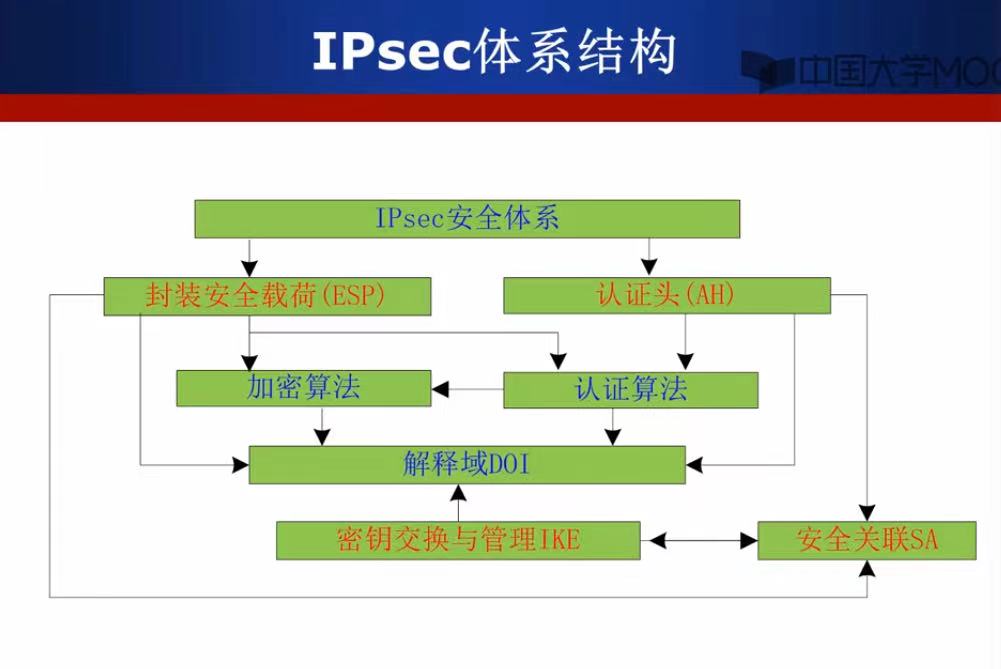 IPsec体系结构
中国大学MOO
IPsec安全体系
封装安全载荷(ESP)
认证头(AH)
加密算法
认证算法
解释域DOI
密钥交换与管理IKE
安全关联SA